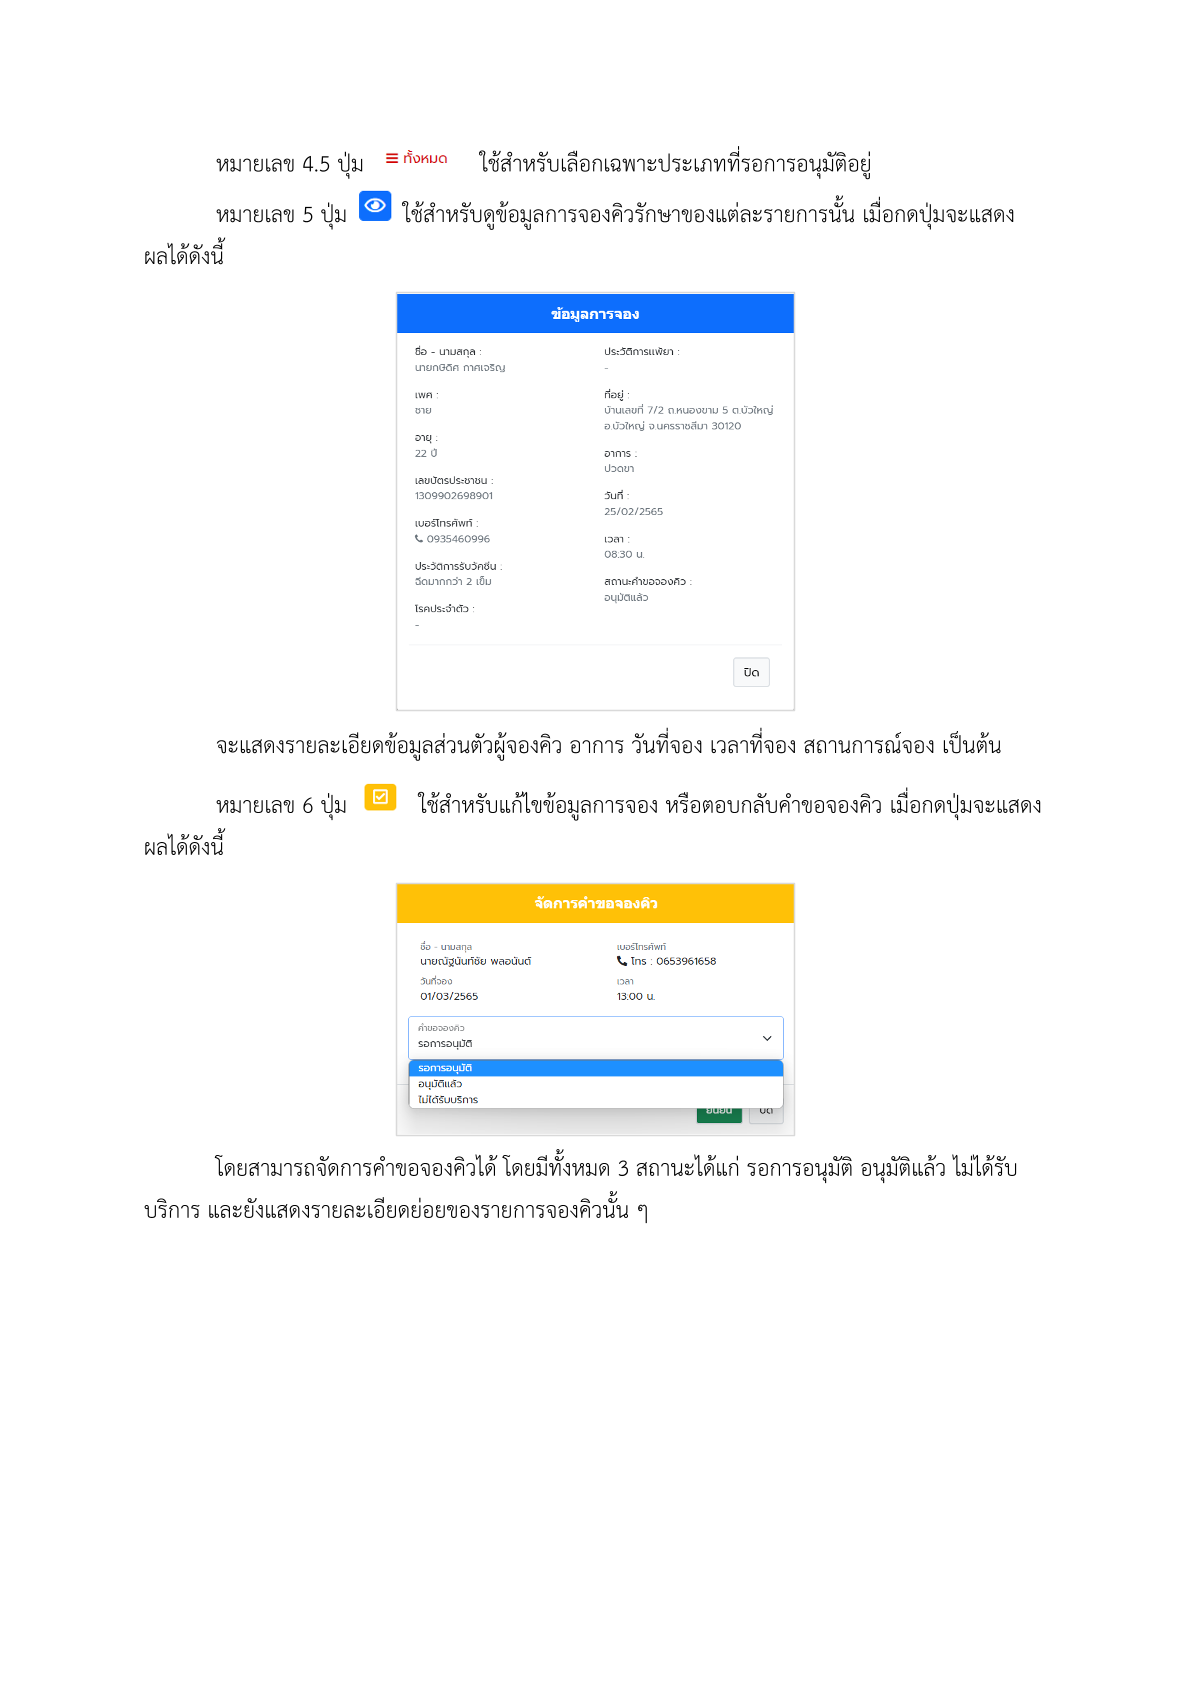 หมายเลข 4.5 ปุ่ม ทั้งหมด ใช้สำหรับเลือกเฉพาะประเภทที่รอการอนุมัติอยู่
หมายเลข 5 ปุ่ม ใช้สำหรับดูข้อมูลการจองคิวรักษาของแต่ละรายการนั้น เมื่อกดปุ่มจะแสดง
ผลได้ดังนี้
ข้อมูลการจอง
ชื่อ - นามสกุล :
นายกษิดิศ กาศเจริญ
เพศ :
ชาย
อายุ :
22 ปี
เลขบัตรประชาชน :
1309902698901
เบอร์โทรศัพท์ :
0935460996
ประวัติการรับวัคซีน :
ฉีดมากกว่า 2 เข็ม
โรคประจำตัว :
-
ประวัติการแพ้ยา :
-
ที่อยู่ :
บ้านเลขที่ 7/2 ถ.หนองขาม 5 ต.บัวใหญ่
อ.บัวใหญ่ จ.นครราชสีมา 30120
อาการ :
ปวดขา
วันที่ :
25/02/2565
เวลา :
08:30 น.
สถานะคำขอจองคิว :
อนุมัติแล้ว
ปิด
จะแสดงรายละเอียดข้อมูลส่วนตัวผู้จองคิว อาการ วันที่จอง เวลาที่จอง สถานการณ์จอง เป็นต้น
หมายเลข 6 ปุ่ม ใช้สำหรับแก้ไขข้อมูลการจอง หรือตอบกลับคำขอจองคิว เมื่อกดปุ่มจะแสดง
ผลได้ดังนี้
จัดการคำขอจองคิว
ชื่อ - นามสกุล
นายณัฐนันท์ชัย พลอนันต์
เบอร์โทรศัพท์
โทร : 0653961658
วันที่จอง
01/03/2565
เวลา
13:00 น.
คำขอจองคิว
รอการอนุมัติ
รอการอนุมัติ
อนุมัติแล้ว
ไม่ได้รับบริการ
ยืนยัน ปิด
โดยสามารถจัดการคำขอจองคิวได้ โดยมีทั้งหมด 3 สถานะได้แก่ รอการอนุมัติ อนุมัติแล้ว ไม่ได้รับ
บริการ และยังแสดงรายละเอียดย่อยของรายการจองคิวนั้น ๆ